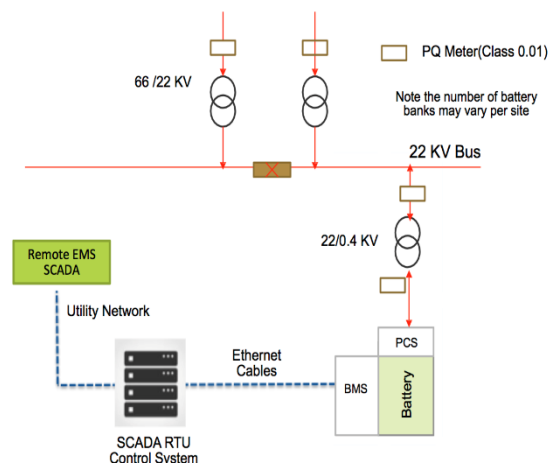 PQ Meter(Class 0.01)
66 /22 KV
Note the number of battery
banks may vary per site
22 KV Bus
22/0.4 KV
Remote EMS
SCADA
Utility Network
Ethernet
Cables
PCS
BMS
Battery
SCADA RTU
Control System